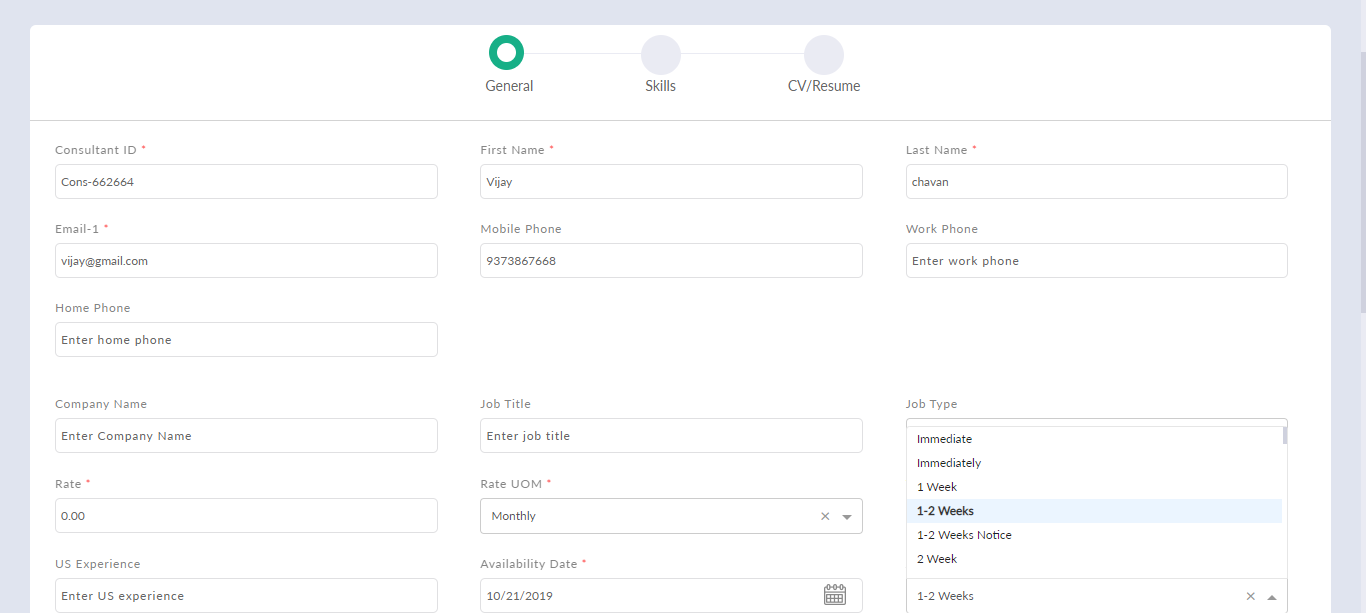 General Skills CV/Resume
Consultant ID * First Name * Last Name *
Cons-662664 Vijay chavan
Email-1 * Mobile Phone Work Phone
vijay@gmail.com 9373867668 Enter work phone
Home Phone
Enter home phone
Company Name Job Title Job Type
Enter Company Name Enter job title
Immediate
Immediately
Rate * Rate UOM * 1 Week
0.00 Monthly × 1-2 Weeks
1-2 Weeks Notice
US Experience Availability Date * 2 Week
Enter US experience 10/21/2019 1-2 Weeks ×